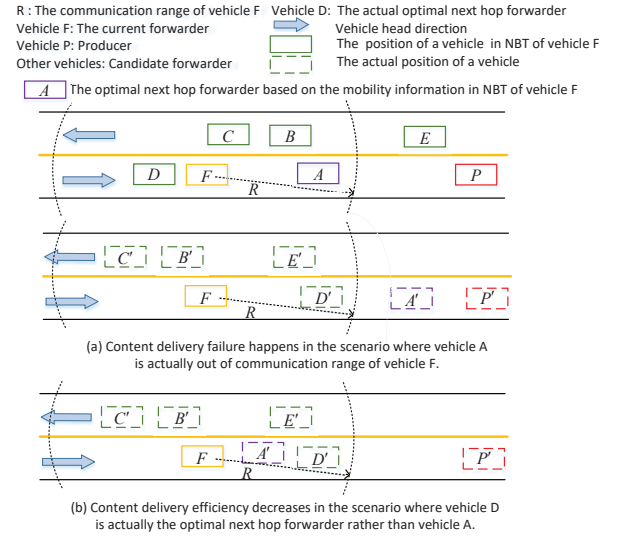 R : The communication range of vehicle F Vehicle D: The actual optimal next hop forwarder
Vehicle F: The current forwarder Vehicle head direction
Vehicle P: Producer The position of a vehicle in NBT of vehicle F
Other vehicles: Candidate forwarder The actual position of a vehicle
A The optimal next hop forwarder based on the mobility information in NBT of vehicle F
C B E
D F A P
R
C' B' E'
F D' A' P'
R
(a) Content delivery failure happens in the scenario where vehicle A
is actually out of communication range of vehicle F.
C' B' E'
F A' D' P'
R
(b) Content delivery efficiency decreases in the scenario where vehicle D
is actually the optimal next hop forwarder rather than vehicle A.